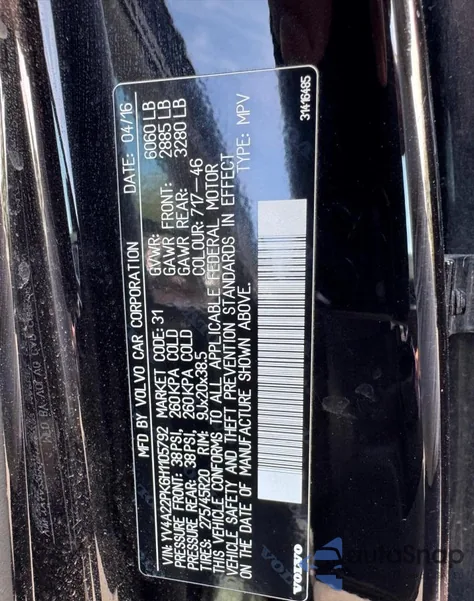 MFD BY VOLVO CAR CORPORATION DATE: 04/16
VIN: YV4A22PK6M1105792 MARKET CODE: 31 GVWR: 6060 LB
PRESSURE FRONT: 38PSI, 260KPA COLD GAWR FRONT: 2885 LB
PRESSURE REAR: 38PSI, 260KPA COLD GAWR REAR: 3280 LB
TIRES: 275/45R20 RIM: 9Jx20x38.5 COLOUR: 717-46
THIS VEHICLE CONFORMS TO ALL APPLICABLE FEDERAL MOTOR
VEHICLE SAFETY AND THEFT PREVENTION STANDARDS IN EFFECT
ON THE DATE OF MANUFACTURE SHOWN ABOVE. TYPE: MPV
VOLVO
31416485
autoSnap